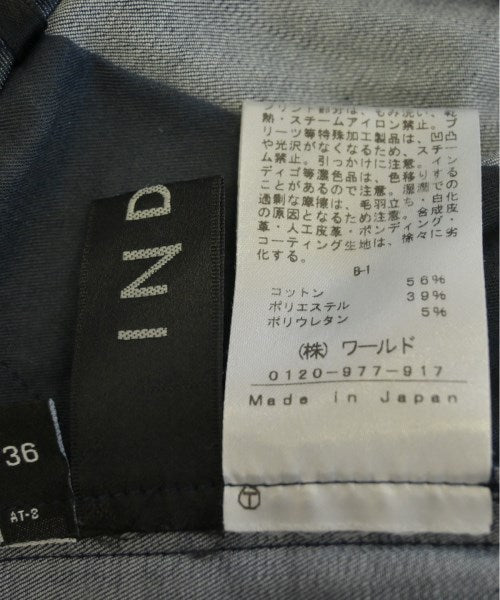 プリント部分は、もみ洗い、乾
熱・スチームアイロン禁止。プ
リーツ等特殊加工製品は、凹凸
や光沢がなくなるため、スチー
ム禁止。引っかけに注意。イン
ディゴ等濃色品は、色移りする
ことがあるので注意。湿潤での
過剰な摩擦は、毛羽立ち・白化
の原因となるため注意。合成皮
革・人工皮革・ボンディング・
コーティング生地は、徐々に劣
化する。
B-1
56%
コットン 39%
ポリエステル 5%
ポリウレタン
(株) ワールド
0120-977-917
Made in Japan
T
IND
36
AT-8